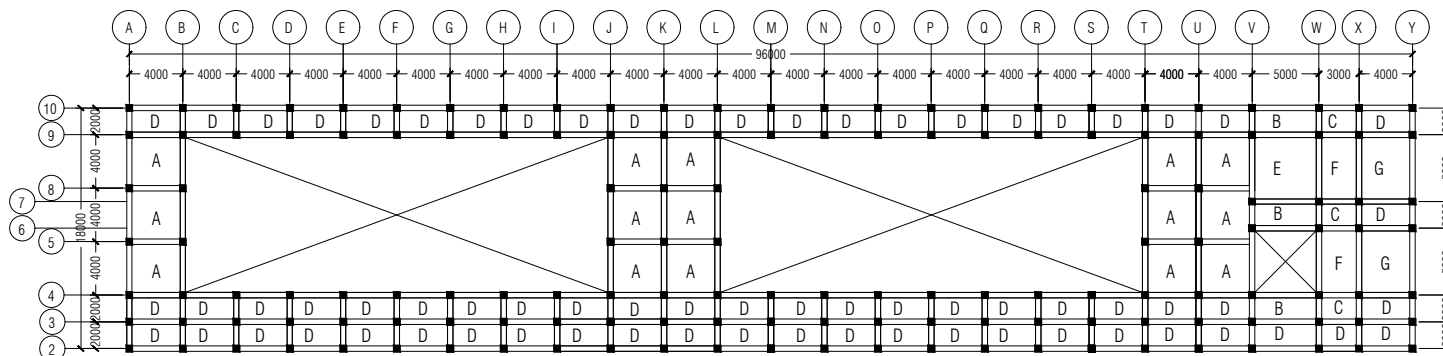 A B C D E F G H I J K L M N O P Q R S T U V W X Y
96000
4000 4000 4000 4000 4000 4000 4000 4000 4000 4000 4000 4000 4000 4000 4000 4000 4000 4000 4000 4000 4000 5000 3000 4000
10
2000 D D D D D D D D D D D D D D D D D D D D D B C D
9
4000 A A A A A E F G
8
7
18000 4000 A A A A A B C D
6
5
4000 A A A A A F G
4
2000 D D D D D D D D D D D D D D D D D D D D D B C D
3
2000 D D D D D D D D D D D D D D D D D D D D D D D D
2